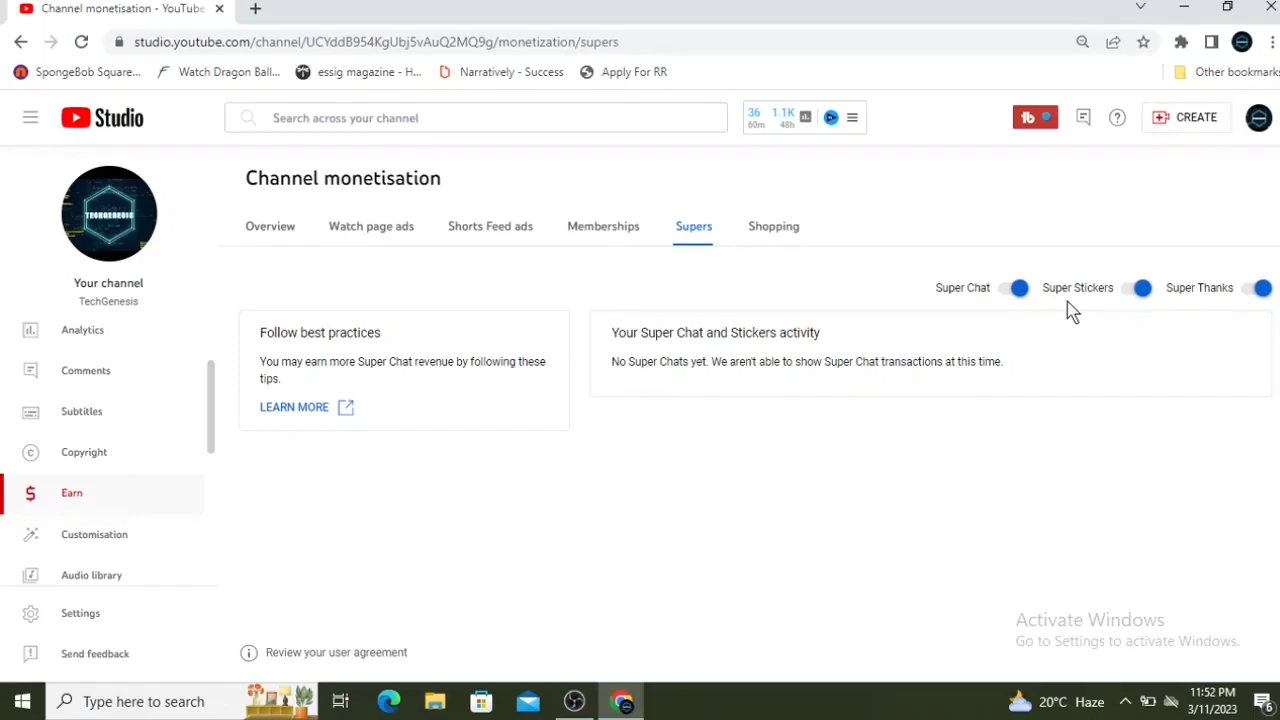 Channel monetisation - YouTube
studio.youtube.com/channel/UCYddB954KgUbj5vAuQ2MQ9g/monetization/supers
SpongeBob Square... Watch Dragon Ball... essig magazine - H... Narratively - Success Apply For RR Other bookmarks
Studio
Search across your channel
36 1.1K
60m 48h
tb
CREATE
TECHGENESIS
Your channel
TechGenesis
Analytics
Comments
Subtitles
Copyright
Earn
Customisation
Audio library
Settings
Send feedback
Channel monetisation
Overview Watch page ads Shorts Feed ads Memberships Supers Shopping
Super Chat Super Stickers Super Thanks
Follow best practices
You may earn more Super Chat revenue by following these
tips.
LEARN MORE
Your Super Chat and Stickers activity
No Super Chats yet. We aren't able to show Super Chat transactions at this time.
Review your user agreement
Activate Windows
Go to Settings to activate Windows.
Type here to search
20°C Haze
11:52 PM
3/11/2023
6